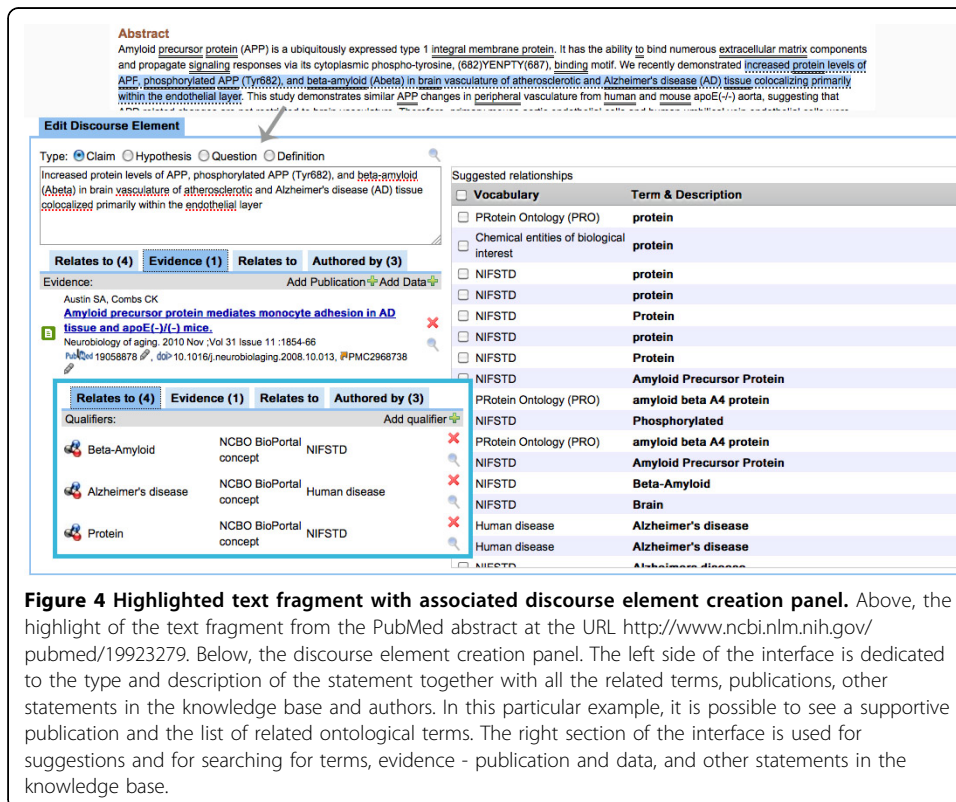 Abstract
Amyloid precursor protein (APP) is a ubiquitously expressed type 1 integral membrane protein. It has the ability to bind numerous extracellular matrix components
and propagate signaling responses via its cytoplasmic phospho-tyrosine, (682)YENPTY(687), binding motif. We recently demonstrated increased protein levels of
APP, phosphorylated APP (Tyr682), and beta-amyloid (Abeta) in brain vasculature of atherosclerotic and Alzheimer's disease (AD) tissue colocalizing primarily
within the endothelial layer. This study demonstrates similar APP changes in peripheral vasculature from human and mouse apoE(-/-) aorta, suggesting that
Edit Discourse Element
Type: Claim Hypothesis Question Definition
Increased protein levels of APP, phosphorylated APP (Tyr682), and beta-amyloid
(Abeta) in brain vasculature of atherosclerotic and Alzheimer's disease (AD) tissue
colocalized primarily within the endothelial layer
Relates to (4) Evidence (1) Relates to Authored by (3)
Evidence: Add Publication Add Data
Austin SA, Combs CK
Amyloid precursor protein mediates monocyte adhesion in AD
tissue and apoE(-)/(-) mice.
Neurobiology of aging. 2010 Nov ;Vol 31 Issue 11 :1854-66
PubMed 19058878 , doi> 10.1016/j.neurobiolaging.2008.10.013, PMC2968738
Relates to (4) Evidence (1) Relates to Authored by (3)
Qualifiers: Add qualifier
Beta-Amyloid NCBO BioPortal concept NIFSTD
Alzheimer's disease NCBO BioPortal concept Human disease
Protein NCBO BioPortal concept NIFSTD
Suggested relationships
Vocabulary Term & Description
PRotein Ontology (PRO) protein
Chemical entities of biological interest protein
NIFSTD protein
NIFSTD protein
NIFSTD Protein
NIFSTD protein
NIFSTD Protein
NIFSTD Amyloid Precursor Protein
PRotein Ontology (PRO) amyloid beta A4 protein
NIFSTD Phosphorylated
PRotein Ontology (PRO) amyloid beta A4 protein
NIFSTD Amyloid Precursor Protein
NIFSTD Beta-Amyloid
NIFSTD Brain
Human disease Alzheimer's disease
Human disease Alzheimer's disease
NIFSTD Alzheimers disease
Figure 4 Highlighted text fragment with associated discourse element creation panel. Above, the
highlight of the text fragment from the PubMed abstract at the URL http://www.ncbi.nlm.nih.gov/
pubmed/19923279. Below, the discourse element creation panel. The left side of the interface is dedicated
to the type and description of the statement together with all the related terms, publications, other
statements in the knowledge base and authors. In this particular example, it is possible to see a supportive
publication and the list of related ontological terms. The right section of the interface is used for
suggestions and for searching for terms, evidence - publication and data, and other statements in the
knowledge base.